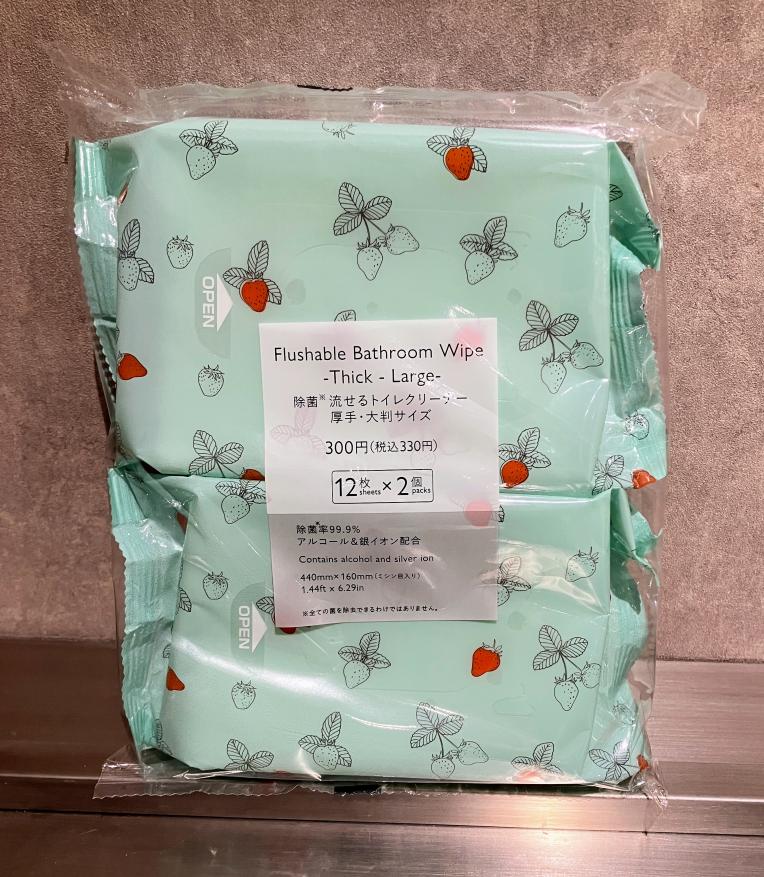 OPEN
Flushable Bathroom Wipe
-Thick - Large-
除菌※流せるトイレクリーナー
厚手・大判サイズ
300円(税込330円)
12枚 sheets × 2個 packs
除菌※率99.9%
アルコール&銀イオン配合
Contains alcohol and silver ion
440mm×160mm(ミシン目入り)
1.44ft x 6.29in
※全ての菌を除去できるわけではありません。
OPEN